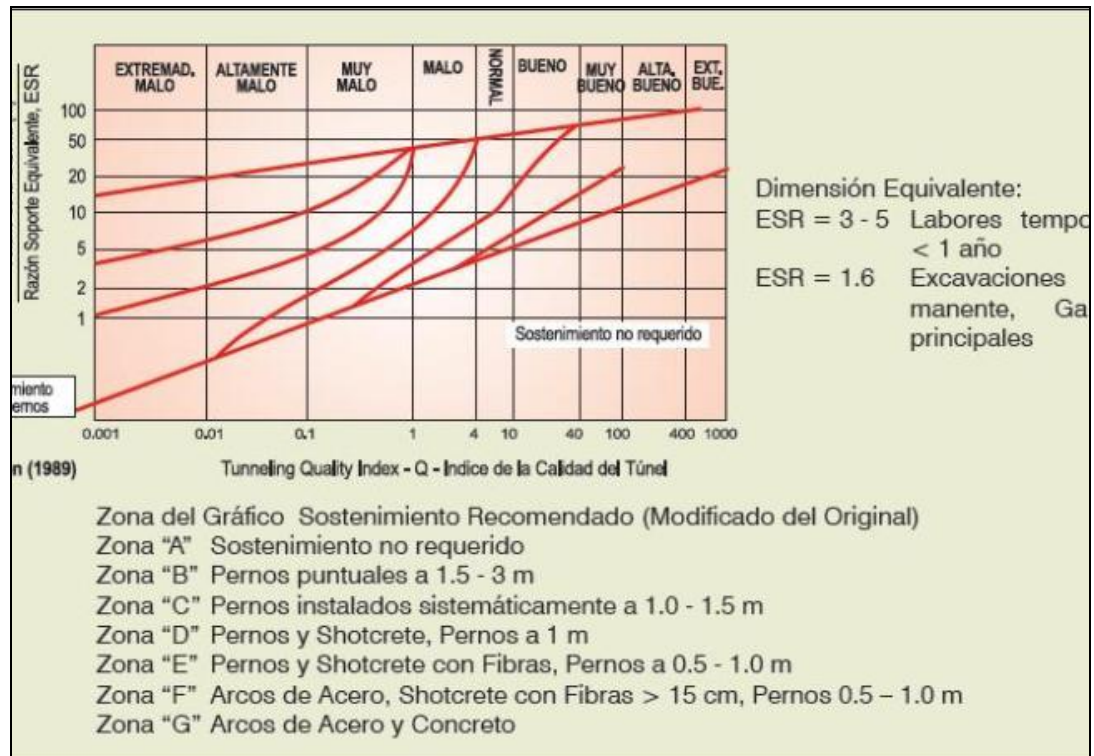 EXTREMAD. MALO
ALTAMENTE MALO
MUY MALO
MALO
NORMAL
BUENO
MUY BUENO
ALTA. BUENO
EXT. BUE.
Razón Soporte Equivalente, ESR
100
50
20
10
5
2
1
Sostenimiento no requerido
miento
ernos
0.001 0.01 0.1 1 4 10 40 100 400 1000
n (1989)
Tunneling Quality Index - Q - Indice de la Calidad del Túnel
Dimensión Equivalente:
ESR = 3 - 5 Labores tempo
< 1 año
ESR = 1.6 Excavaciones
manente, Ga
principales
Zona del Gráfico Sostenimiento Recomendado (Modificado del Original)
Zona “A” Sostenimiento no requerido
Zona “B” Pernos puntuales a 1.5 - 3 m
Zona “C” Pernos instalados sistemáticamente a 1.0 - 1.5 m
Zona “D” Pernos y Shotcrete, Pernos a 1 m
Zona “E” Pernos y Shotcrete con Fibras, Pernos a 0.5 - 1.0 m
Zona “F” Arcos de Acero, Shotcrete con Fibras > 15 cm, Pernos 0.5 – 1.0 m
Zona “G” Arcos de Acero y Concreto